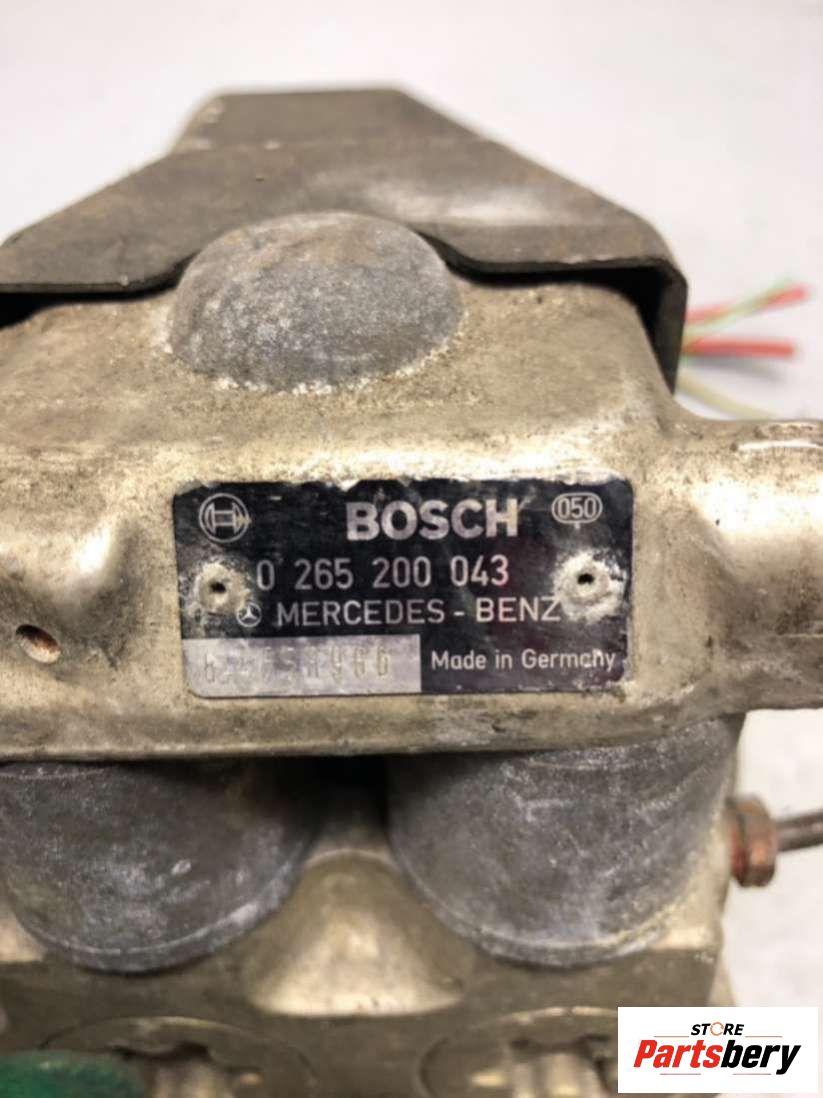 BOSCH
050
0 265 200 043
MERCEDES - BENZ
Made in Germany
STORE
Partsbery